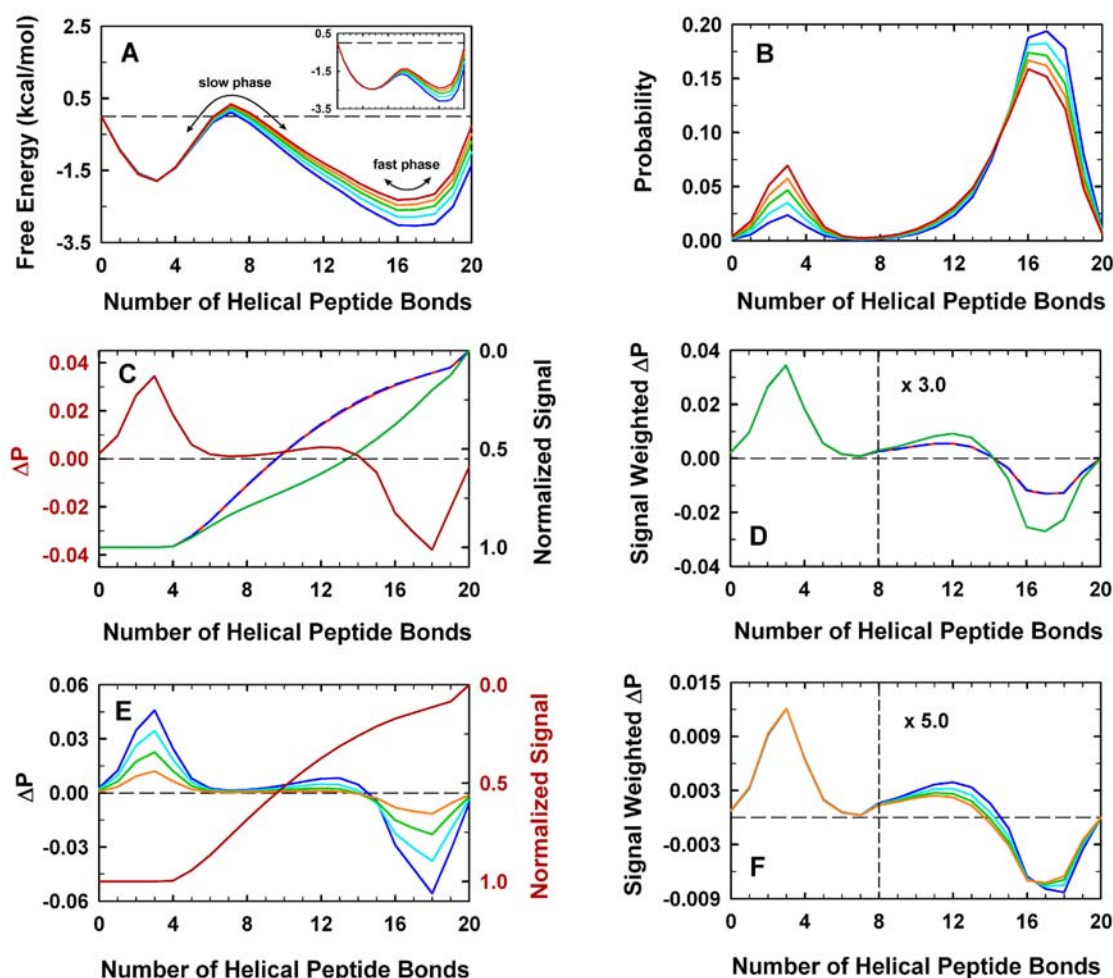 A
slow phase
fast phase
0.5
-1.5
-3.5
2.5
0.5
-1.5
-3.5
Free Energy (kcal/mol)
0 4 8 12 16 20
Number of Helical Peptide Bonds
B
0.20
0.15
0.10
0.05
0.00
Probability
0 4 8 12 16 20
Number of Helical Peptide Bonds
C
0.04
0.02
0.00
-0.02
-0.04
ΔP
0.0
0.5
1.0
Normalized Signal
0 4 8 12 16 20
Number of Helical Peptide Bonds
D
x 3.0
0.04
0.02
0.00
-0.02
-0.04
Signal Weighted ΔP
0 4 8 12 16 20
Number of Helical Peptide Bonds
E
0.06
0.03
0.00
-0.03
-0.06
ΔP
0.0
0.5
1.0
Normalized Signal
0 4 8 12 16 20
Number of Helical Peptide Bonds
F
x 5.0
0.015
0.009
0.003
-0.003
-0.009
Signal Weighted ΔP
0 4 8 12 16 20
Number of Helical Peptide Bonds